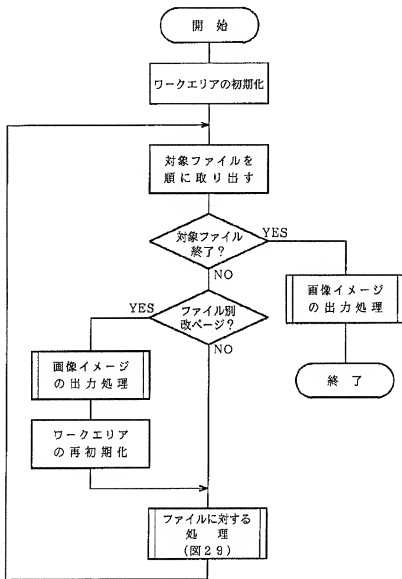 開始
ワークエリアの初期化
対象ファイルを
順に取り出す
対象ファイル
終了?
YES
NO
画像イメージ
の出力処理
終了
ファイル別
改ページ?
YES
NO
画像イメージ
の出力処理
ワークエリア
の再初期化
ファイルに対する
処理
(図29)